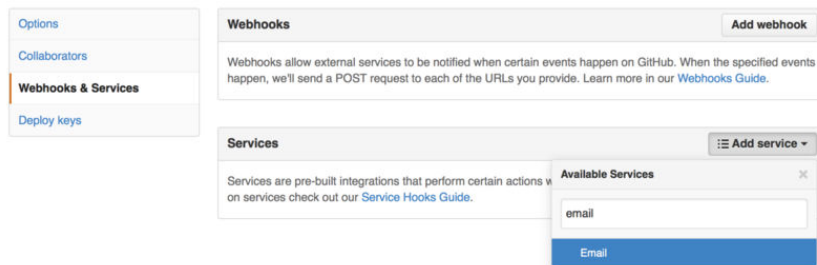 Options
Collaborators
Webhooks & Services
Deploy keys
Webhooks
Add webhook
Webhooks allow external services to be notified when certain events happen on GitHub. When the specified events
happen, we'll send a POST request to each of the URLs you provide. Learn more in our Webhooks Guide.
Services
Add service
Services are pre-built integrations that perform certain actions w
on services check out our Service Hooks Guide.
Available Services
email
Email